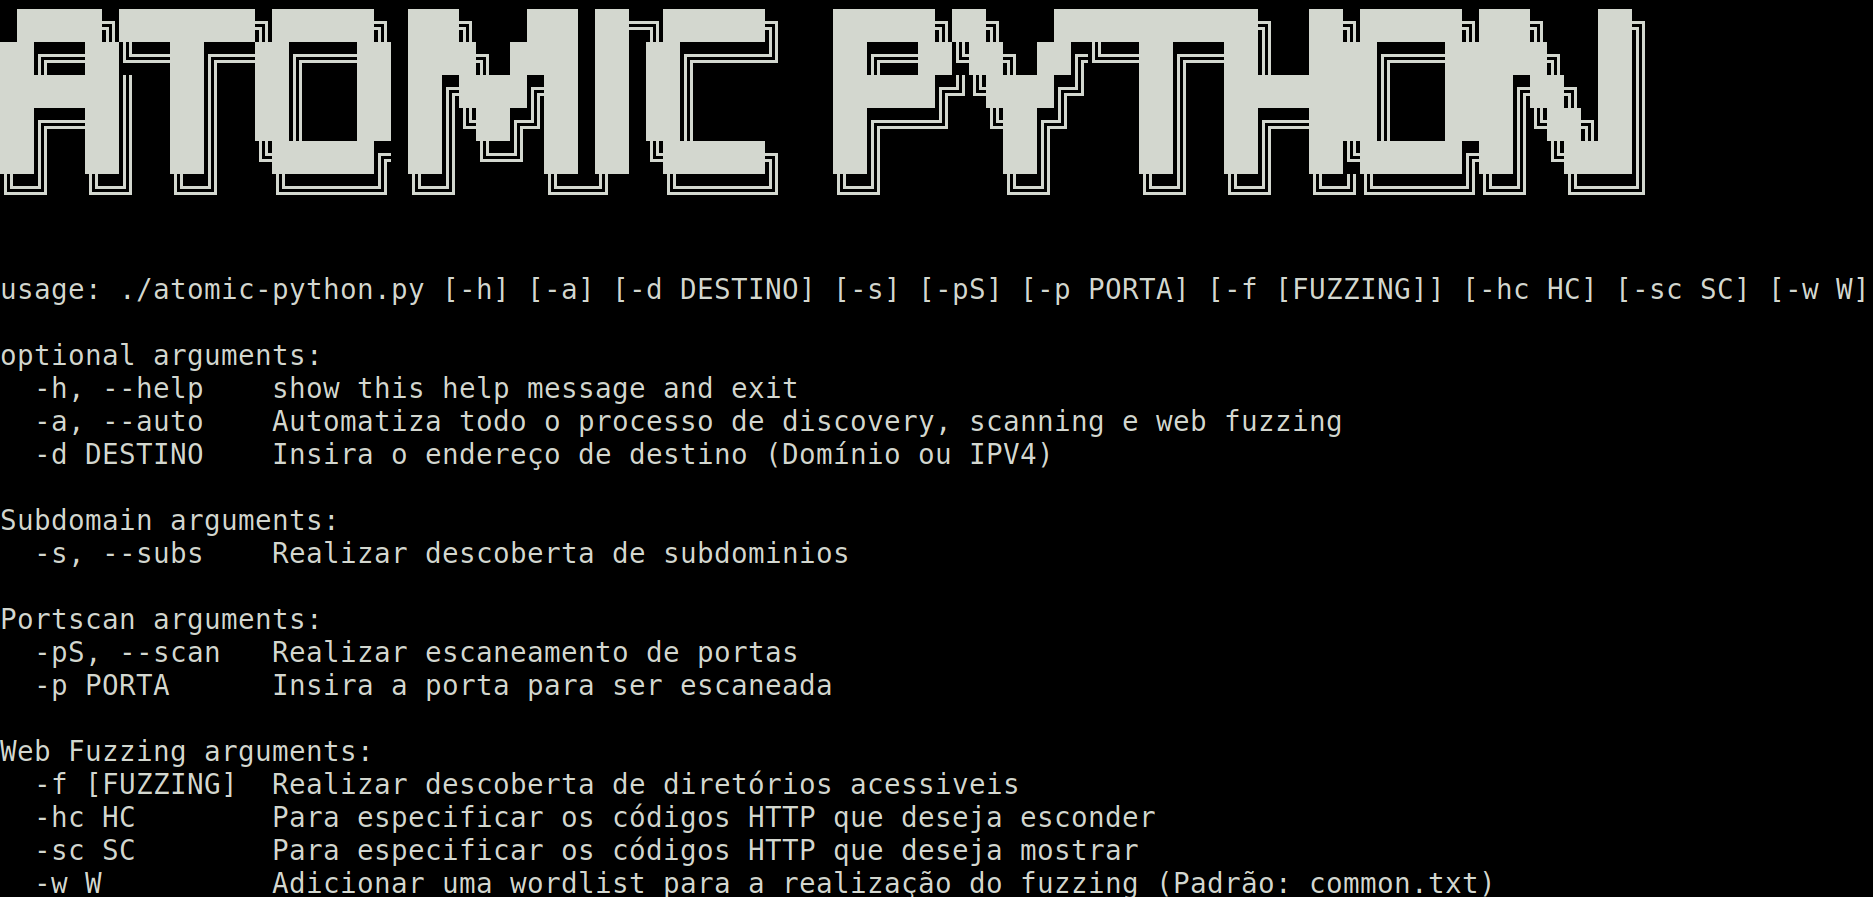 ATOMIC PYTHON
usage: ./atomic-python.py [-h] [-a] [-d DESTINO] [-s] [-pS] [-p PORTA] [-f [FUZZING]] [-hc HC] [-sc SC] [-w W]
optional arguments:
-h, --help show this help message and exit
-a, --auto Automatiza todo o processo de discovery, scanning e web fuzzing
-d DESTINO Insira o endereço de destino (Domínio ou IPV4)
Subdomain arguments:
-s, --subs Realizar descoberta de subdominios
Portscan arguments:
-pS, --scan Realizar escaneamento de portas
-p PORTA Insira a porta para ser escaneada
Web Fuzzing arguments:
-f [FUZZING] Realizar descoberta de diretórios acessiveis
-hc HC Para especificar os códigos HTTP que deseja esconder
-sc SC Para especificar os códigos HTTP que deseja mostrar
-w W Adicionar uma wordlist para a realização do fuzzing (Padrão: common.txt)